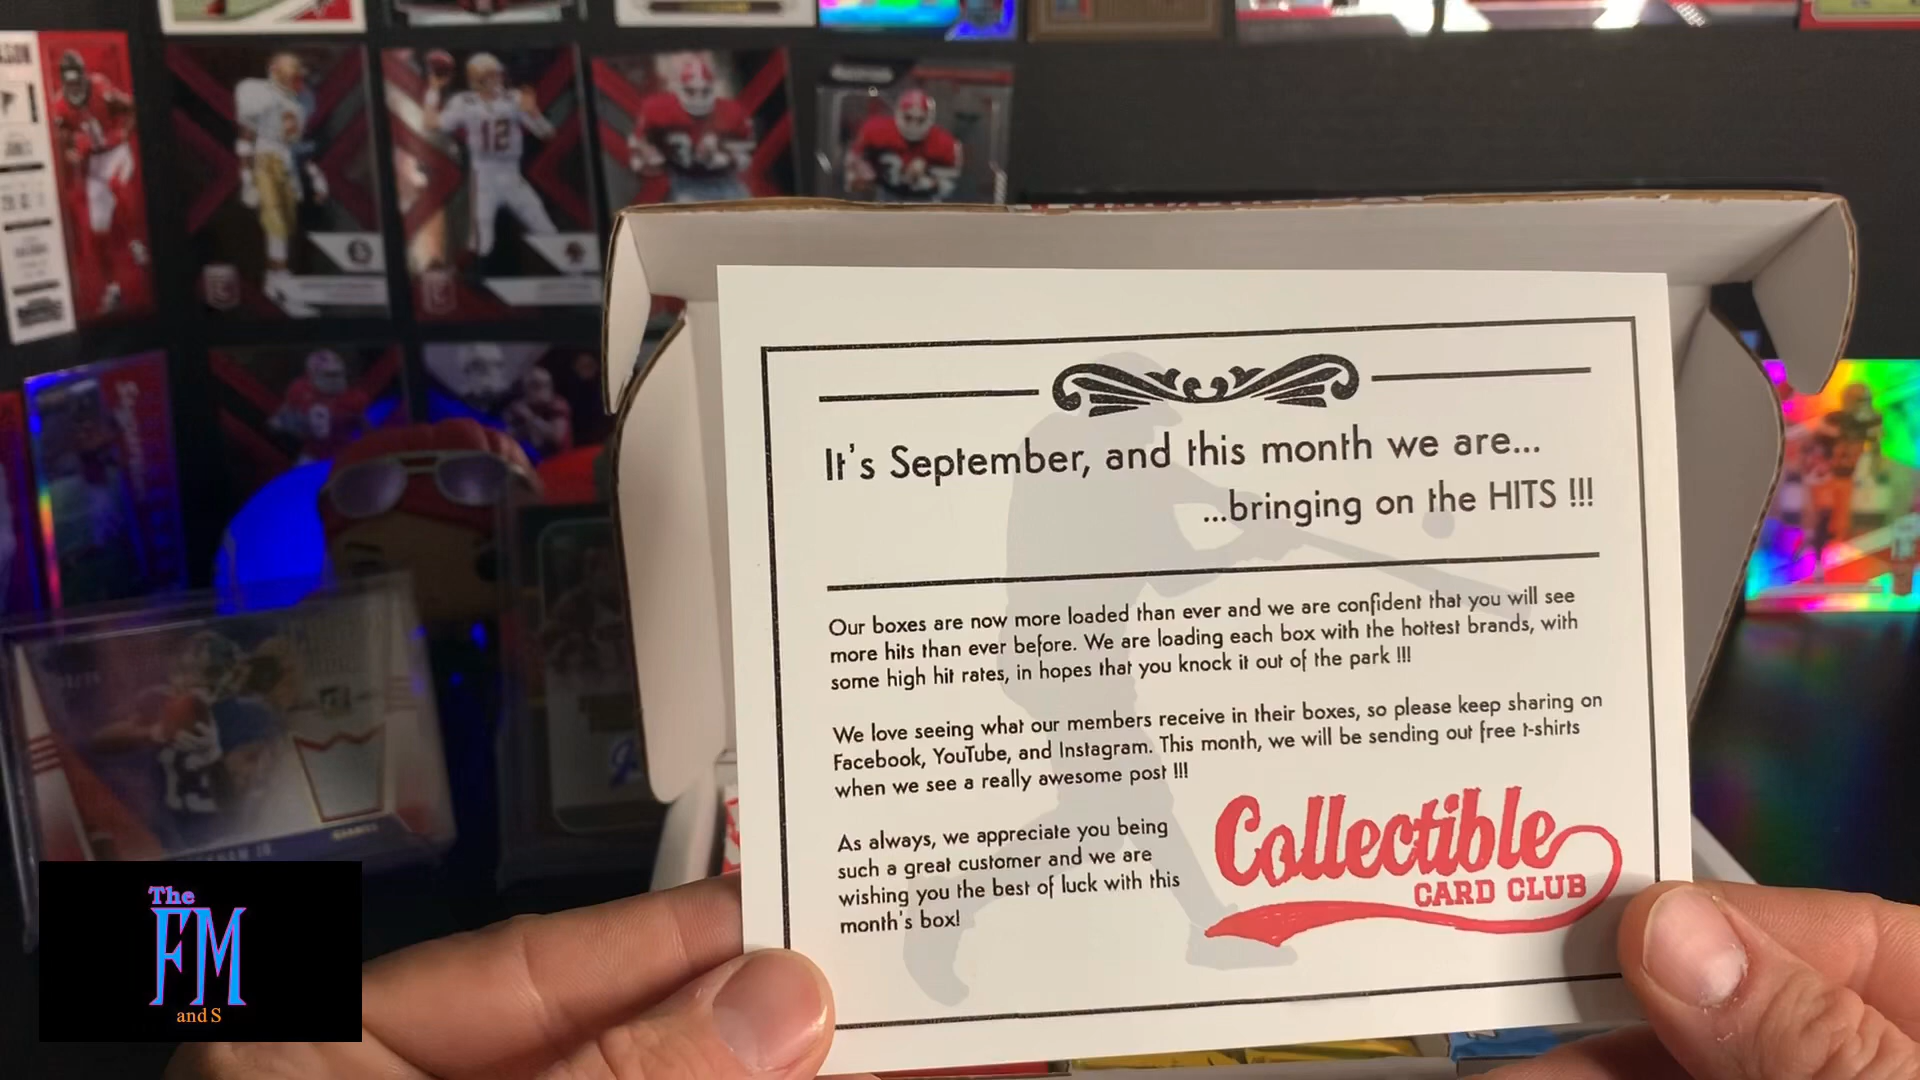 12
34
34
It's September, and this month we are...
...bringing on the HITS !!!
Our boxes are now more loaded than ever and we are confident that you will see
more hits than ever before. We are loading each box with the hottest brands, with
some high hit rates, in hopes that you knock it out of the park !!!
We love seeing what our members receive in their boxes, so please keep sharing on
Facebook, YouTube, and Instagram. This month, we will be sending out free t-shirts
when we see a really awesome post !!!
As always, we appreciate you being
such a great customer and we are
wishing you the best of luck with this
month's box!
Collectible
CARD CLUB
GIANTS
The
FM
and S